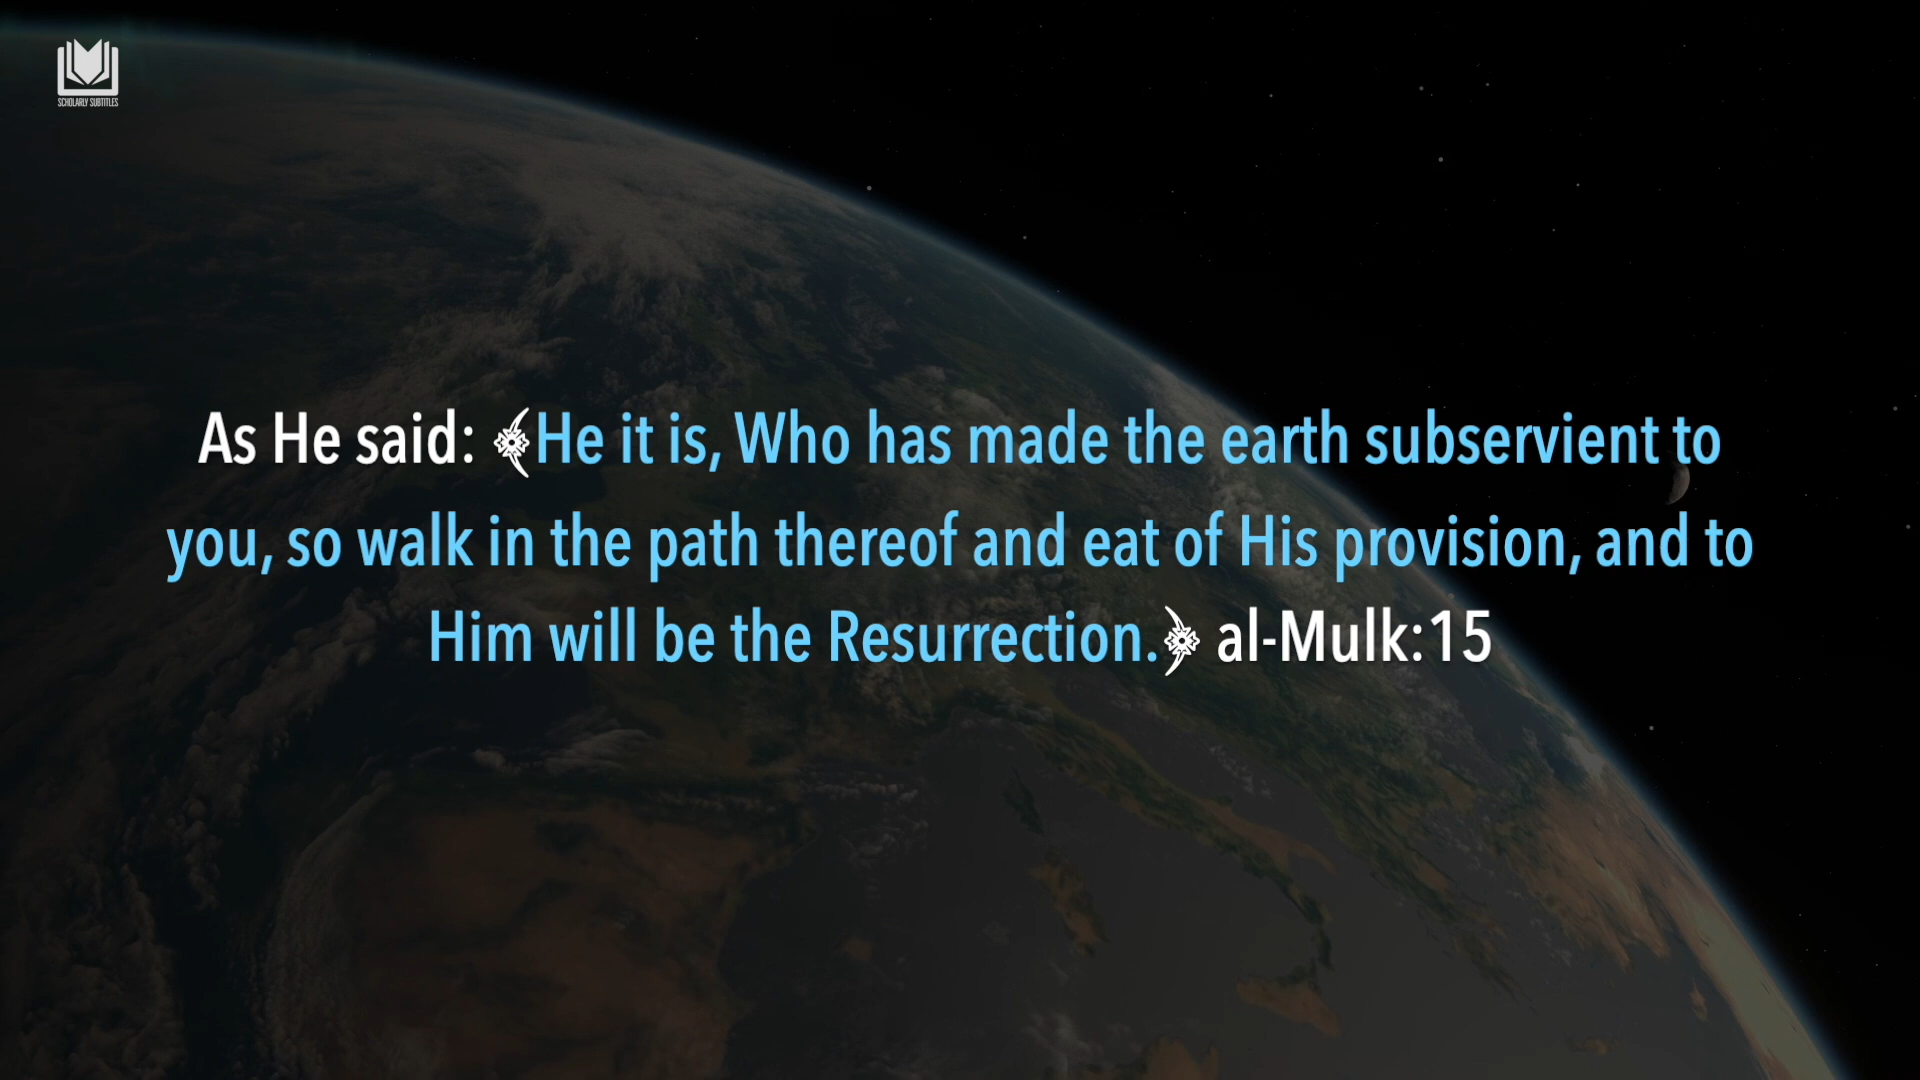 SCHOLARLY SUBTITLES
As He said: ﴾He it is, Who has made the earth subservient to
you, so walk in the path thereof and eat of His provision, and to
Him will be the Resurrection.﴿ al-Mulk:15